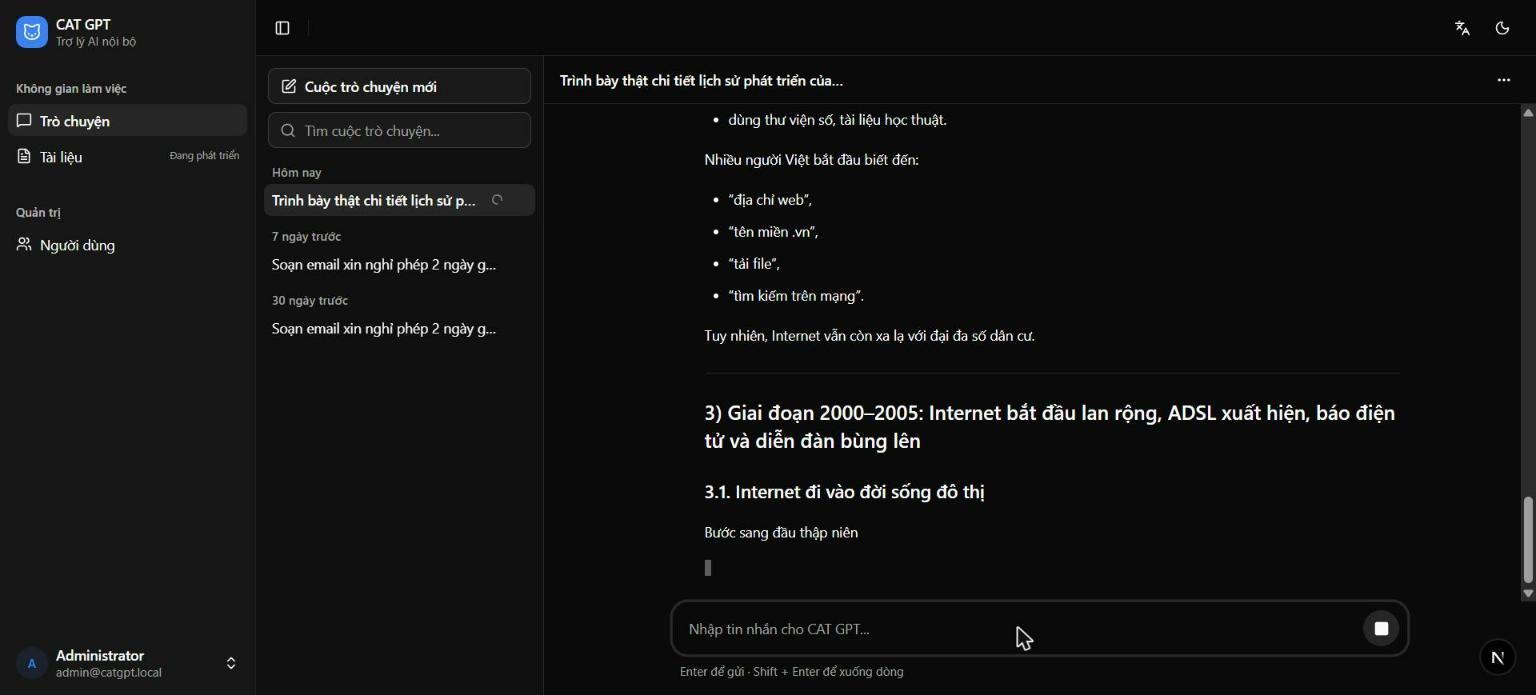 CAT GPT
Trợ lý AI nội bộ
Không gian làm việc
Trò chuyện
Tài liệu
Đang phát triển
Quản trị
Người dùng
Administrator
admin@catgpt.local
A
Cuộc trò chuyện mới
Tìm cuộc trò chuyện...
Hôm nay
Trình bày thật chi tiết lịch sử p...
7 ngày trước
Soạn email xin nghỉ phép 2 ngày g...
30 ngày trước
Soạn email xin nghỉ phép 2 ngày g...
Trình bày thật chi tiết lịch sử phát triển của...
• dùng thư viện số, tài liệu học thuật.
Nhiều người Việt bắt đầu biết đến:
• “địa chỉ web”,
• “tên miền .vn”,
• “tải file”,
• “tìm kiếm trên mạng”.
Tuy nhiên, Internet vẫn còn xa lạ với đại đa số dân cư.
3) Giai đoạn 2000–2005: Internet bắt đầu lan rộng, ADSL xuất hiện, báo điện
tử và diễn đàn bùng lên
3.1. Internet đi vào đời sống đô thị
Bước sang đầu thập niên
Nhập tin nhắn cho CAT GPT...
Enter để gửi · Shift + Enter để xuống dòng
N